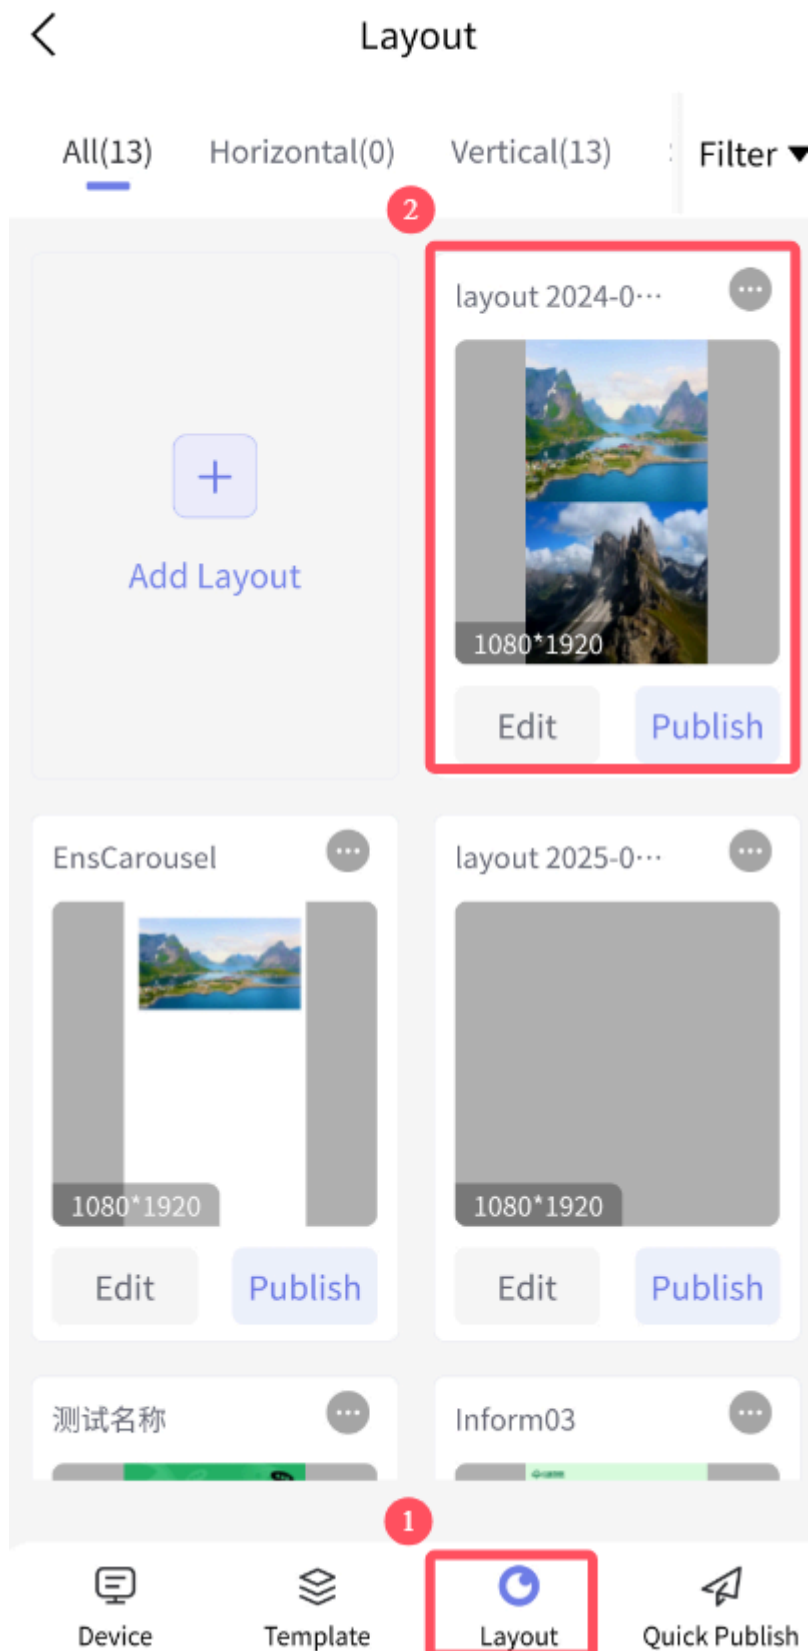 Layout
All(13) Horizontal(0) Vertical(13) Filter
2
layout 2024-0···
Add Layout
1080*1920
Edit Publish
EnsCarousel layout 2025-0···
1080*1920 1080*1920
Edit Publish Edit Publish
测试名称 Inform03
1
Device Template Layout Quick Publish